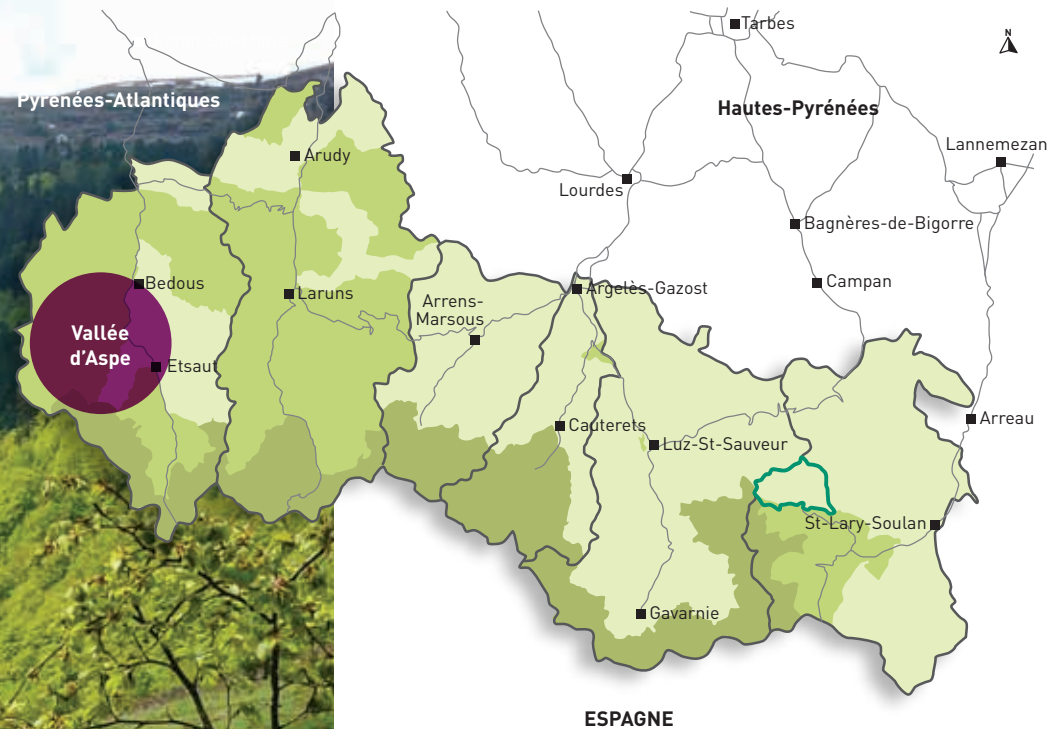 N
Tarbes
Pyrénées-Atlantiques
Hautes-Pyrénées
Lannemezan
Arudy
Lourdes
Bagnères-de-Bigorre
Bedous
Laruns
Arrens-
Marsous
Argelès-Gazost
Campan
Vallée
d'Aspe
Etsaut
Cauterets
Luz-St-Sauveur
Arreau
St-Lary-Soulan
Gavarnie
ESPAGNE